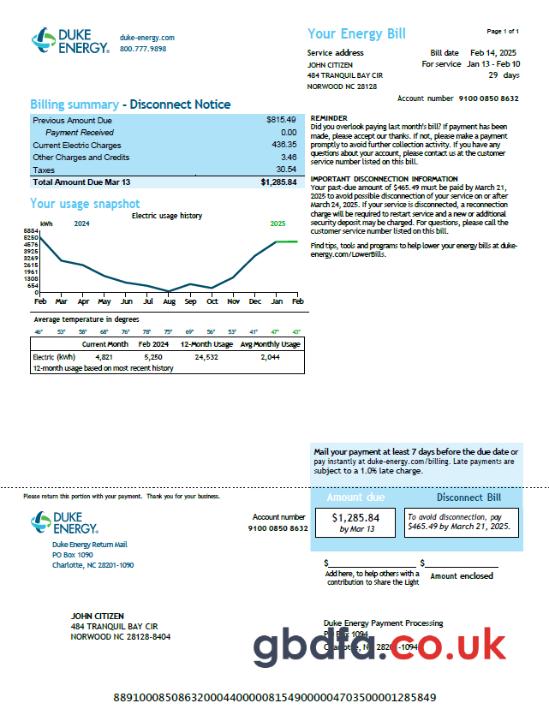 DUKE ENERGY®
duke-energy.com
800.777.9898
Your Energy Bill
Page 1 of 1
Service address
JOHN CITIZEN
484 TRANQUIL BAY CIR
NORWOOD NC 28128
Bill date Feb 14, 2025
For service Jan 13 - Feb 10
29 days
Account number 9100 0850 8632
Billing summary - Disconnect Notice
Previous Amount Due $815.49
Payment Received 0.00
Current Electric Charges 436.35
Other Charges and Credits 3.46
Taxes 30.54
Total Amount Due Mar 13 $1,285.84
REMINDER
Did you overlook paying last month's bill? If payment has been
made, please accept our thanks. If not, please make a payment
promptly to avoid further collection activity. If you have any
questions about your account, please contact us at the customer
service number listed on this bill.
IMPORTANT DISCONNECTION INFORMATION
Your past-due amount of $465.49 must be paid by March 21,
2025 to avoid possible disconnection of your service on or after
March 24, 2025. If your service is disconnected, a reconnection
charge will be required to restart service and a new or additional
security deposit may be charged. For questions, please call the
customer service number listed on this bill.
Find tips, tools and programs to help lower your energy bills at duke-
energy.com/LowerBills.
Your usage snapshot
Electric usage history
kWh 2024 2025
6884
6250
4576
3925
2615
1961
1308
654
0
Feb Mar Apr May Jun Jul Aug Sep Oct Nov Dec Jan Feb
Average temperature in degrees
46° 53° 58° 68° 76° 78° 75° 69° 56° 53° 41° 47° 43°
Current Month Feb 2024 12-Month Usage Avg Monthly Usage
Electric (kWh) 4,821 5,250 24,532 2,044
12-month usage based on most recent history
Mail your payment at least 7 days before the due date or
pay instantly at duke-energy.com/billing. Late payments are
subject to a 1.0% late charge.
Please return this portion with your payment. Thank you for your business.
Amount due Disconnect Bill
$1,285.84
by Mar 13
To avoid disconnection, pay
$465.49 by March 21, 2025.
DUKE ENERGY®
Duke Energy Return Mail
PO Box 1090
Charlotte, NC 28201-1090
Account number
9100 0850 8632
$ $
Add here, to help others with a
contribution to Share the Light
Amount enclosed
JOHN CITIZEN
484 TRANQUIL BAY CIR
NORWOOD NC 28128-8404
Duke Energy Payment Processing
PO Box 1094
Charlotte, NC 28201-1094
gbdfa.co.uk
88910008508632000440000081549000004703500001285849